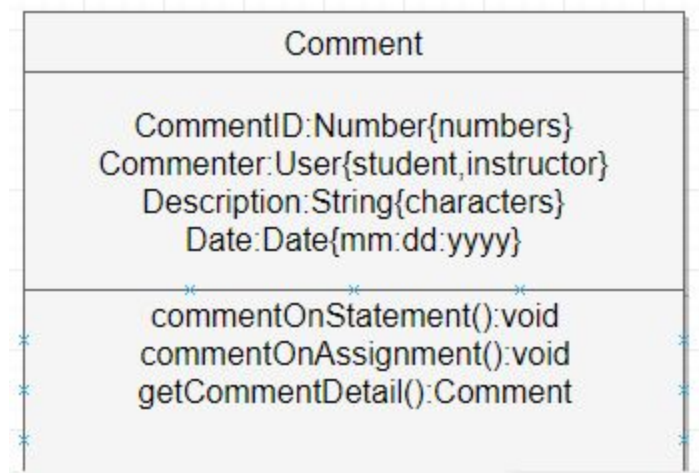 Comment
CommentID:Number{numbers}
Commenter:User{student,instructor}
Description:String{characters}
Date:Date{mm:dd:yyyy}
commentOnStatement():void
commentOnAssignment():void
getCommentDetail():Comment